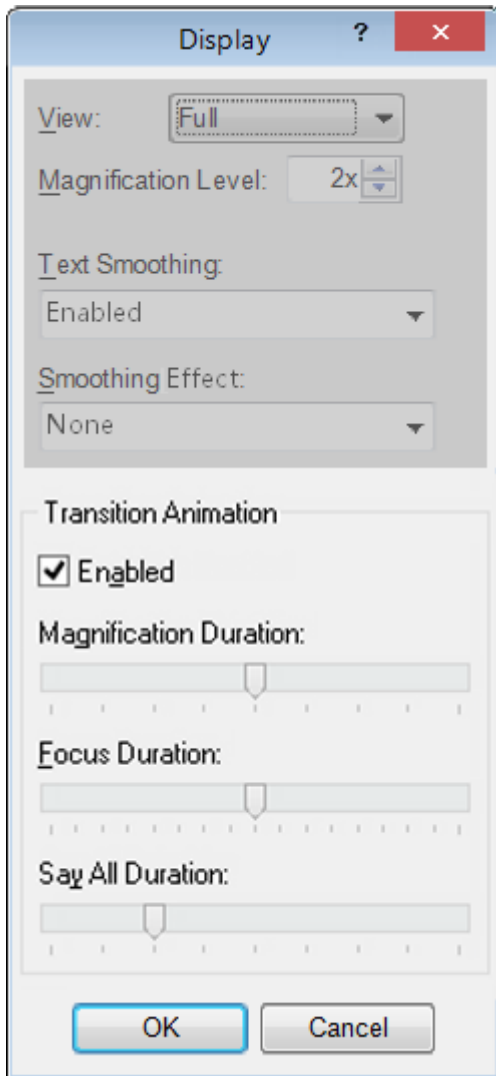 Display ?
View: Full
Magnification Level: 2x
Text Smoothing:
Enabled
Smoothing Effect:
None
Transition Animation
Enabled
Magnification Duration:
Focus Duration:
Say All Duration:
OK Cancel